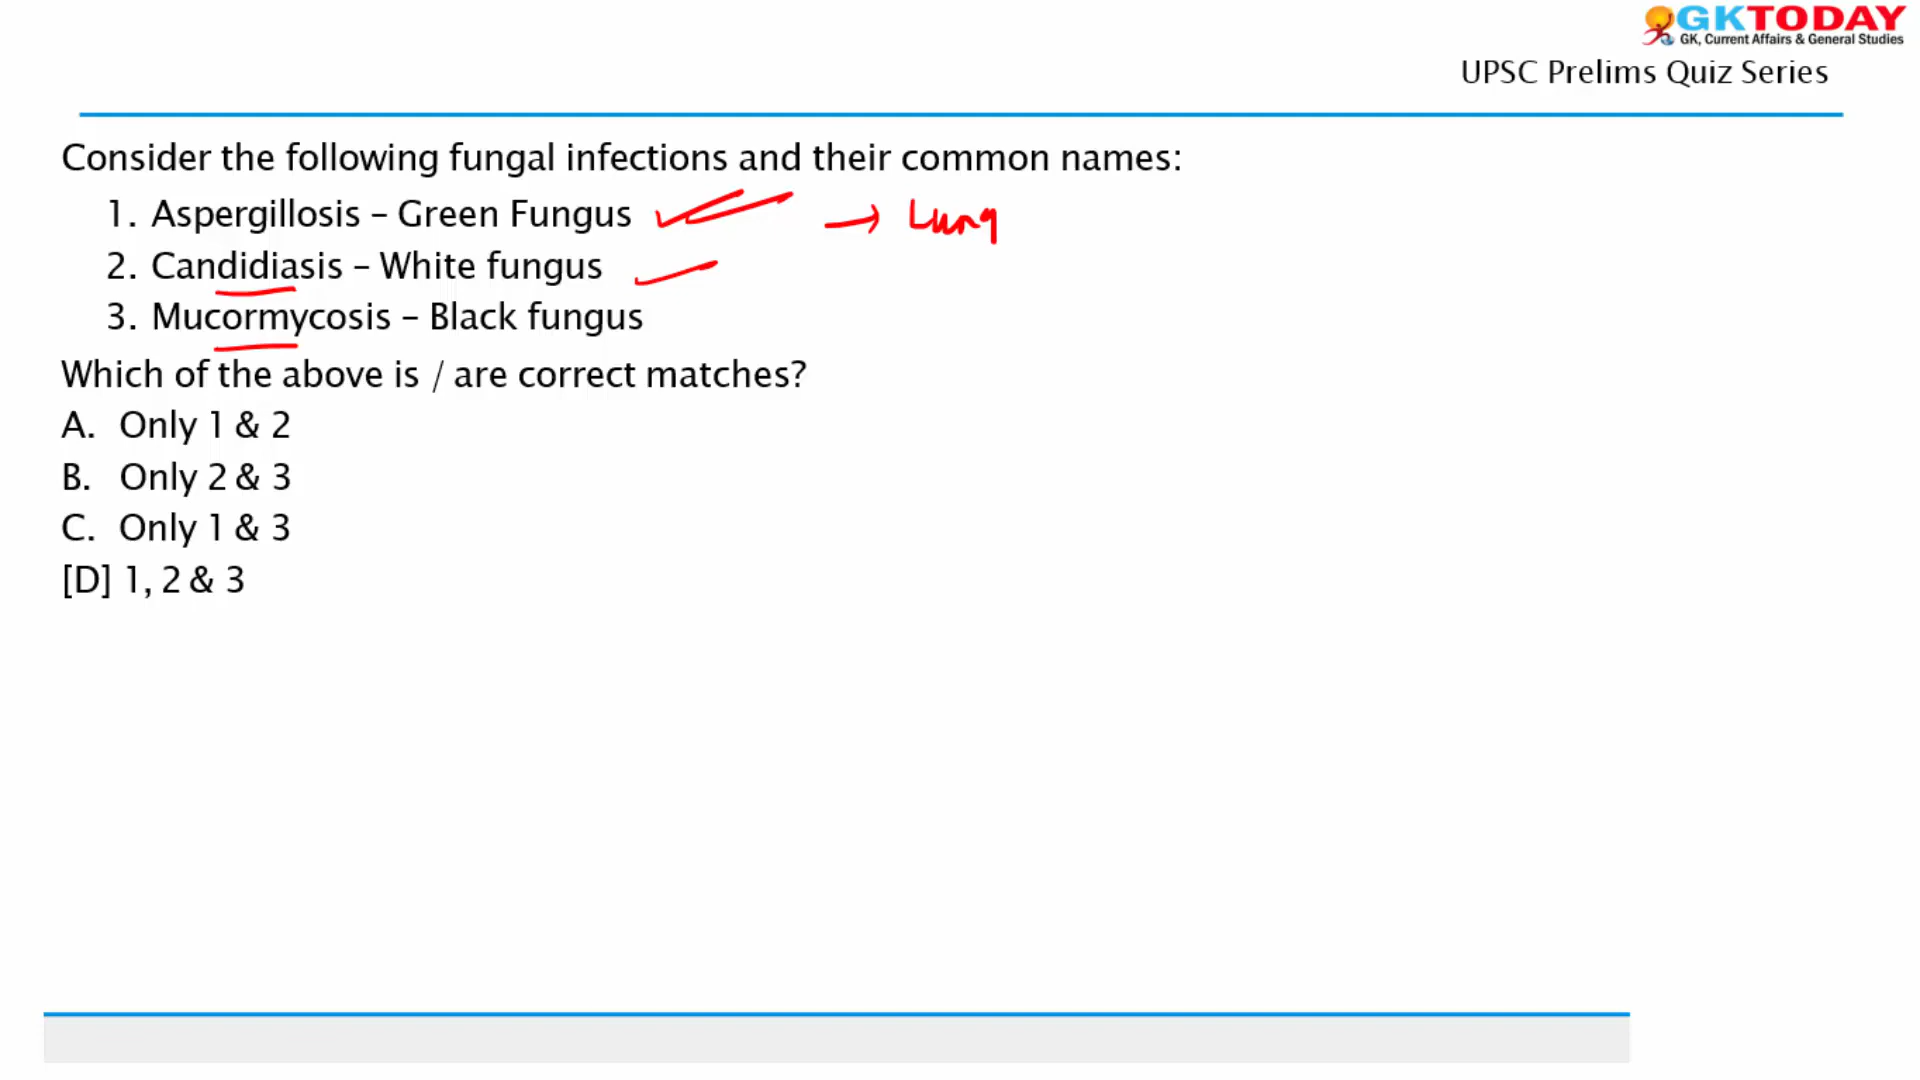 GKTODAY
GK, Current Affairs & General Studies
UPSC Prelims Quiz Series
Consider the following fungal infections and their common names:
1. Aspergillosis – Green Fungus → Lung
2. Candidiasis – White fungus
3. Mucormycosis – Black fungus
Which of the above is / are correct matches?
A. Only 1 & 2
B. Only 2 & 3
C. Only 1 & 3
[D] 1, 2 & 3